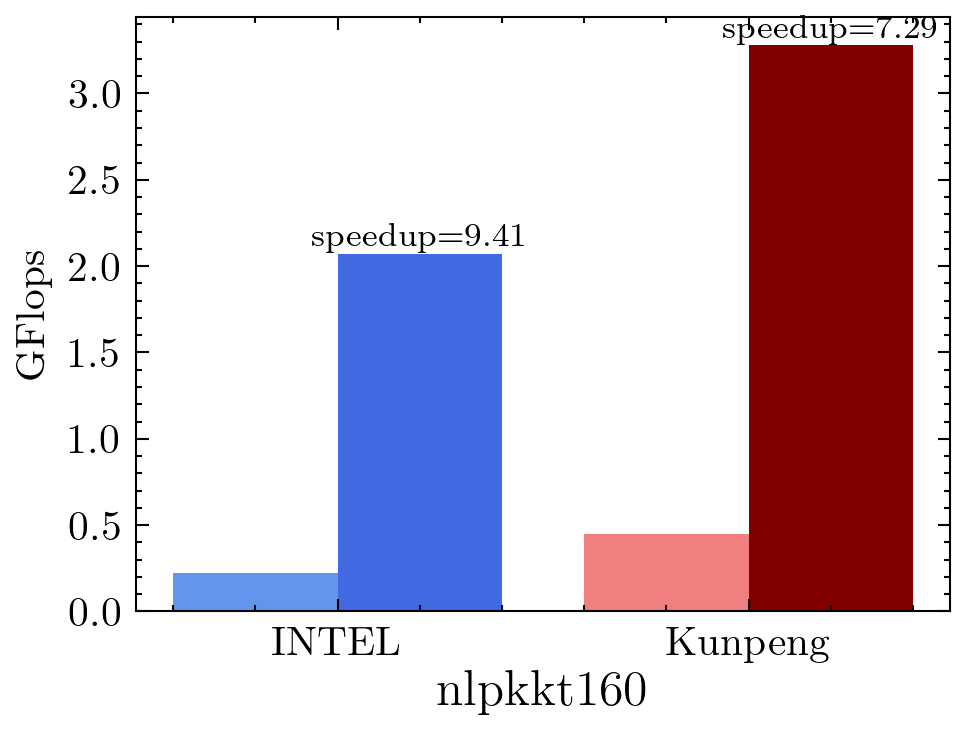 speedup=7.29
3.0
2.5
speedup=9.41
2.0
1.5
1.0
0.5
0.0
GFlops
INTEL
Kunpeng
nlpkkt160